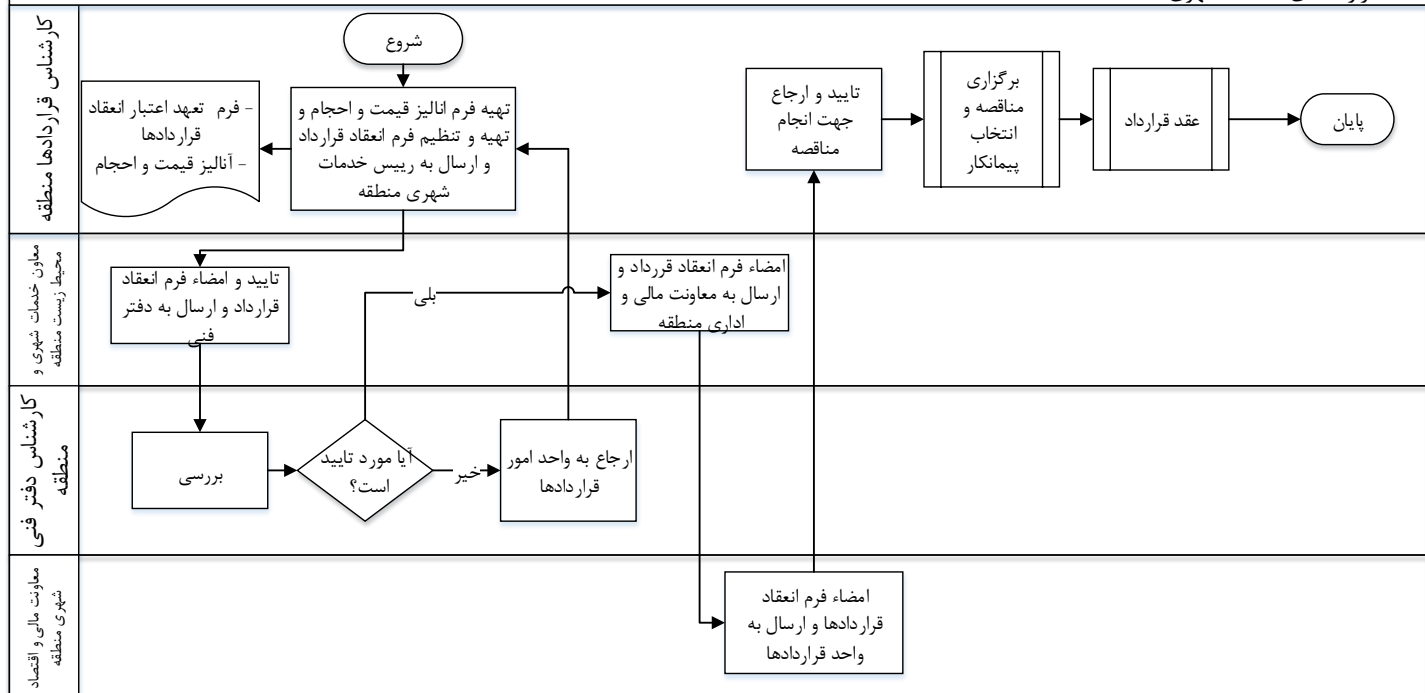 کارشناس قراردادها منطقه
شروع
تهیه فرم انالیز قیمت و احجام و
تهیه و تنظیم فرم انعقاد قرارداد
و ارسال به رییس خدمات
شهری منطقه
- فرم تعهد اعتبار انعقاد
قراردادها
- آنالیز قیمت و احجام
تایید و ارجاع
جهت انجام
مناقصه
برگزاری
مناقصه و
انتخاب
پیمانکار
عقد قرارداد
پایان
معاون خدمات شهری و
محیط زیست منطقه
تایید و امضاء فرم انعقاد
قرارداد و ارسال به دفتر
فنی
بلی
امضاء فرم انعقاد قررداد و
ارسال به معاونت مالی و
اداری منطقه
کارشناس دفتر فنی
منطقه
بررسی
آیا مورد تایید
است؟
خیر
ارجاع به واحد امور
قراردادها
معاونت مالی و اقتصاد
شهری منطقه
امضاء فرم انعقاد
قراردادها و ارسال به
واحد قراردادها